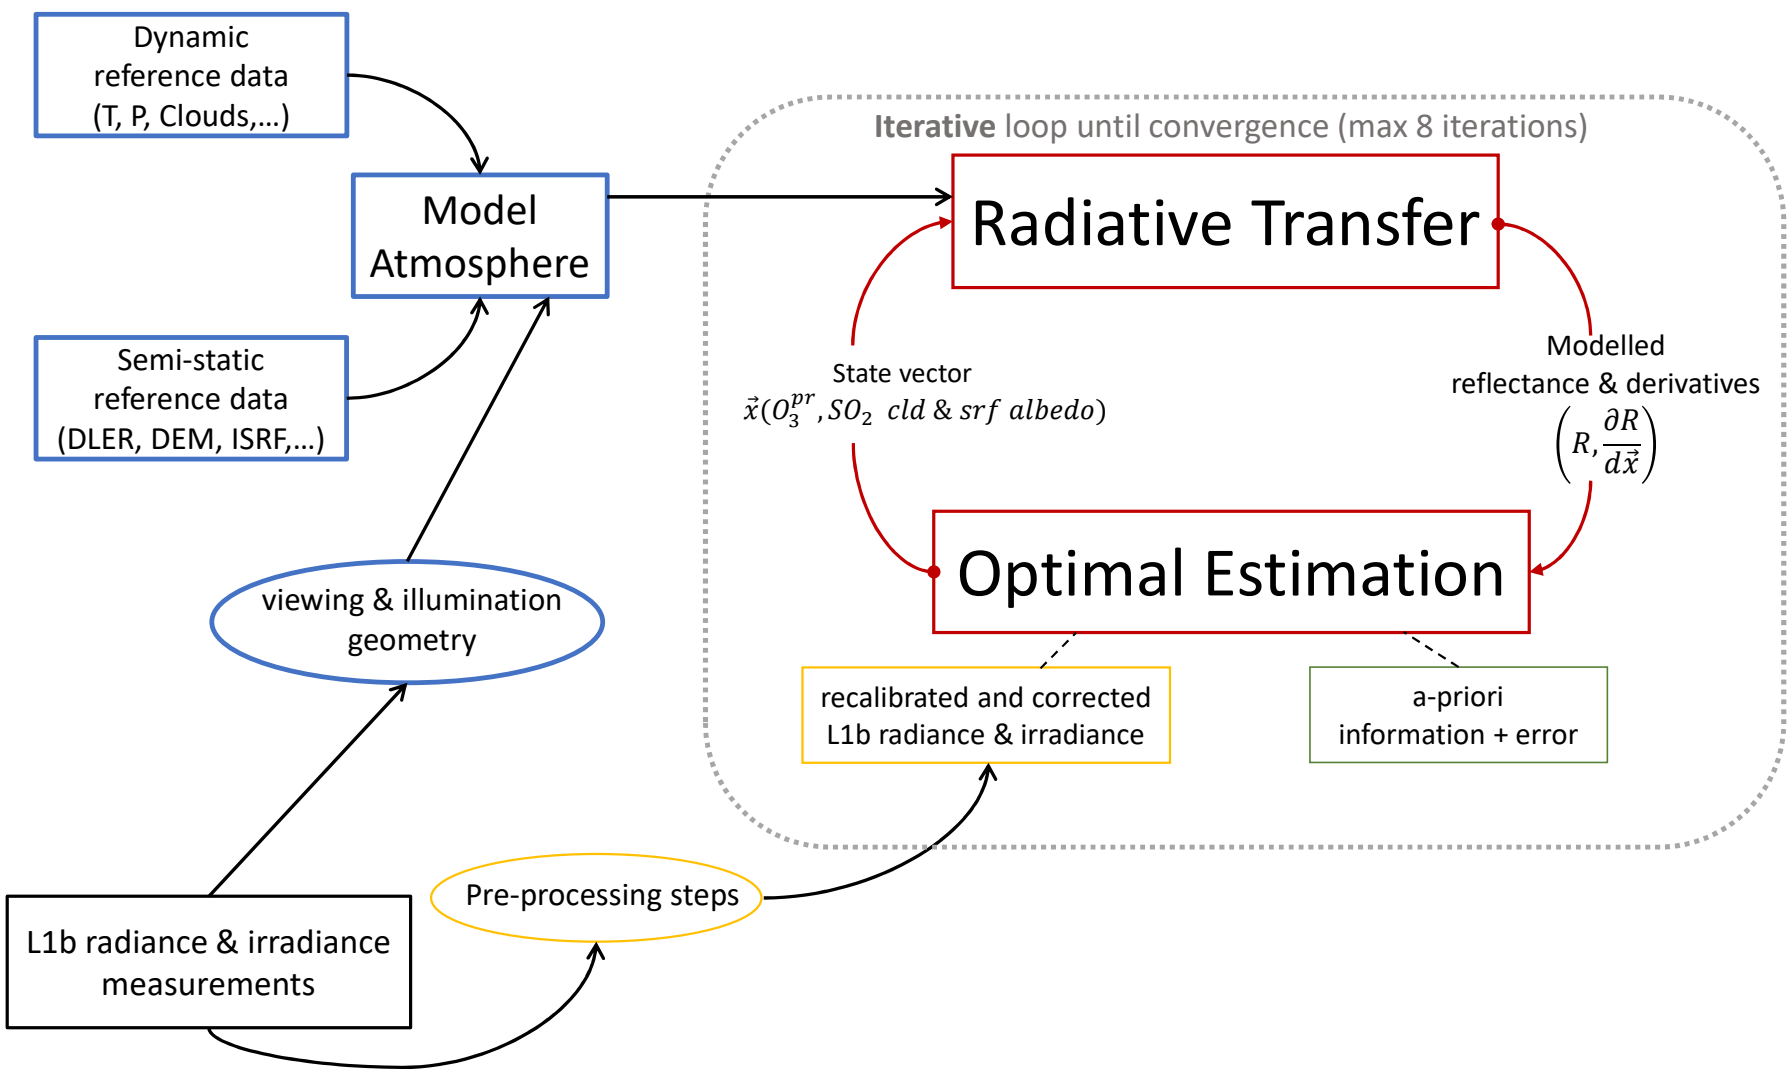 Dynamic
reference data
(T, P, Clouds,...)
Iterative loop until convergence (max 8 iterations)
Model
Atmosphere
Radiative Transfer
Semi-static
reference data
(DLER, DEM, ISRF,...)
State vector
x⃗(O₃ᵖʳ, SO₂ cld & srf albedo)
Modelled
reflectance & derivatives
(R, ∂R/dx⃗)
Optimal Estimation
viewing & illumination
geometry
recalibrated and corrected
L1b radiance & irradiance
a-priori
information + error
Pre-processing steps
L1b radiance & irradiance
measurements